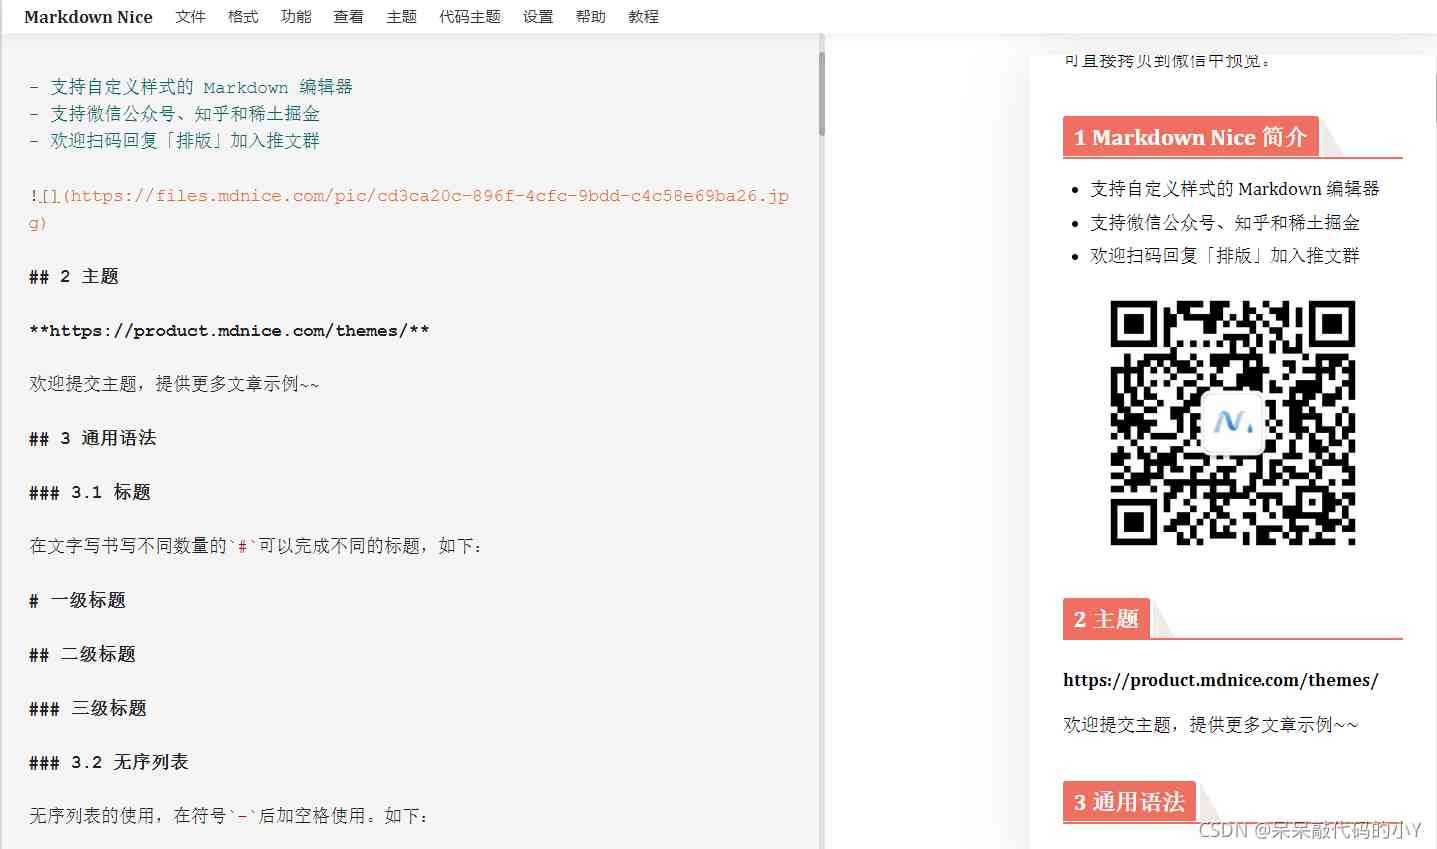 Markdown Nice 文件 格式 功能 查看 主题 代码主题 设置 帮助 教程
- 支持自定义样式的 Markdown 编辑器
- 支持微信公众号、知乎和稀土掘金
- 欢迎扫码回复「排版」加入推文群
![](https://files.mdnice.com/pic/cd3ca20c-896f-4cfc-9bdd-c4c58e69ba26.jp
g)
## 2 主题
**https://product.mdnice.com/themes/**
欢迎提交主题，提供更多文章示例~~
## 3 通用语法
### 3.1 标题
在文字写书写不同数量的`#`可以完成不同的标题，如下：
# 一级标题
## 二级标题
### 三级标题
### 3.2 无序列表
无序列表的使用，在符号`-`后加空格使用。如下：
可直接拷贝到微信中预览。
1 Markdown Nice 简介
• 支持自定义样式的 Markdown 编辑器
• 支持微信公众号、知乎和稀土掘金
• 欢迎扫码回复「排版」加入推文群
2 主题
https://product.mdnice.com/themes/
欢迎提交主题，提供更多文章示例~~
3 通用语法
CSDN @呆呆敲代码的小Y